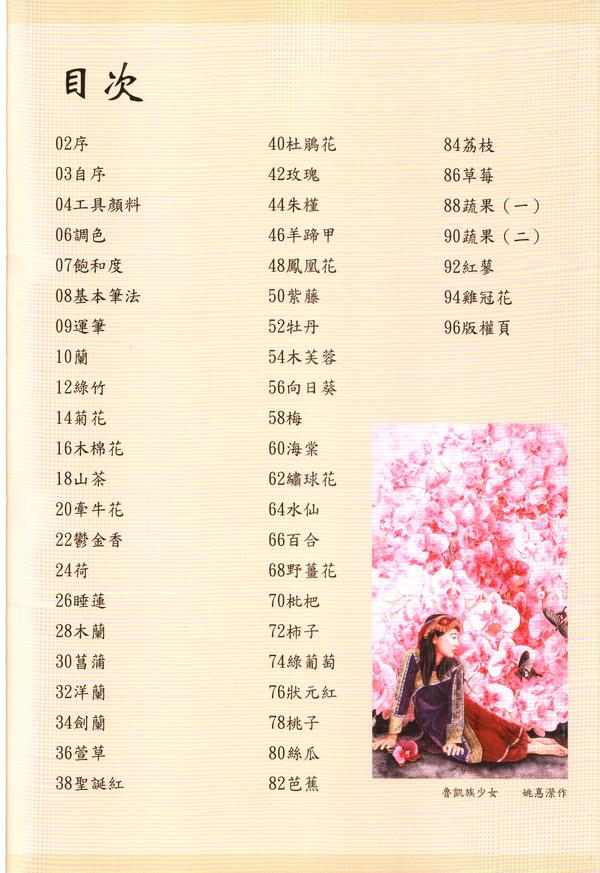 目次
02序
03自序
04工具顏料
06調色
07飽和度
08基本筆法
09運筆
10蘭
12綠竹
14菊花
16木棉花
18山茶
20牽牛花
22鬱金香
24荷
26睡蓮
28木蘭
30菖蒲
32洋蘭
34劍蘭
36萱草
38聖誕紅
40杜鵑花
42玫瑰
44朱槿
46羊蹄甲
48鳳凰花
50紫藤
52牡丹
54木芙蓉
56向日葵
58梅
60海棠
62繡球花
64水仙
66百合
68野薑花
70枇杷
72柿子
74綠葡萄
76狀元紅
78桃子
80絲瓜
82芭蕉
84荔枝
86草莓
88蔬果（一）
90蔬果（二）
92紅蓼
94雞冠花
96版權頁
魯凱族少女　姚蕙瀠作